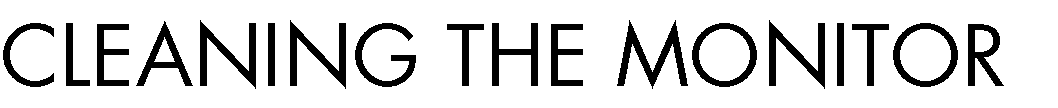 CLEANING THE MONITOR